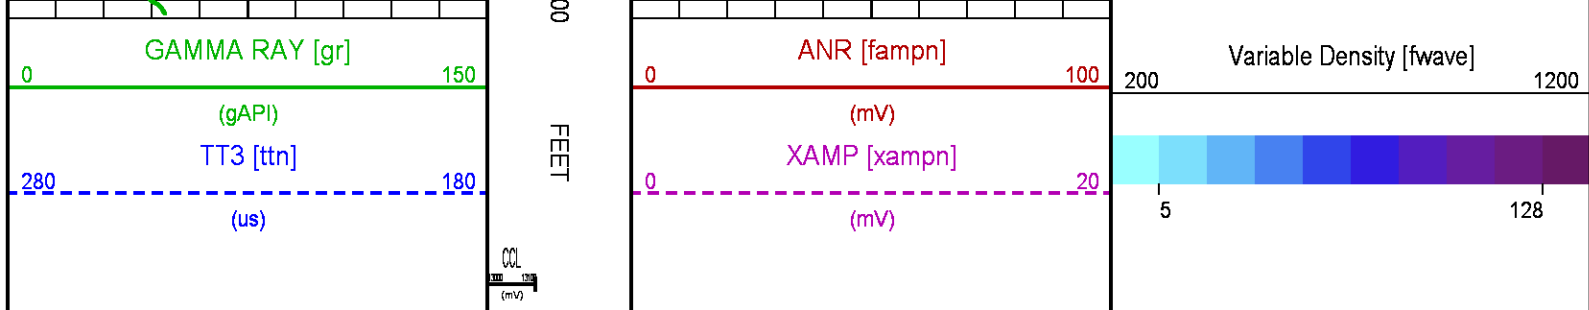 00
GAMMA RAY [gr]
0 150
(gAPI)
TT3 [ttn]
280 180
(us)
FEET
CCL
(mV)
ANR [fampn]
0 100
(mV)
XAMP [xampn]
0 20
(mV)
Variable Density [fwave]
200 1200
5 128